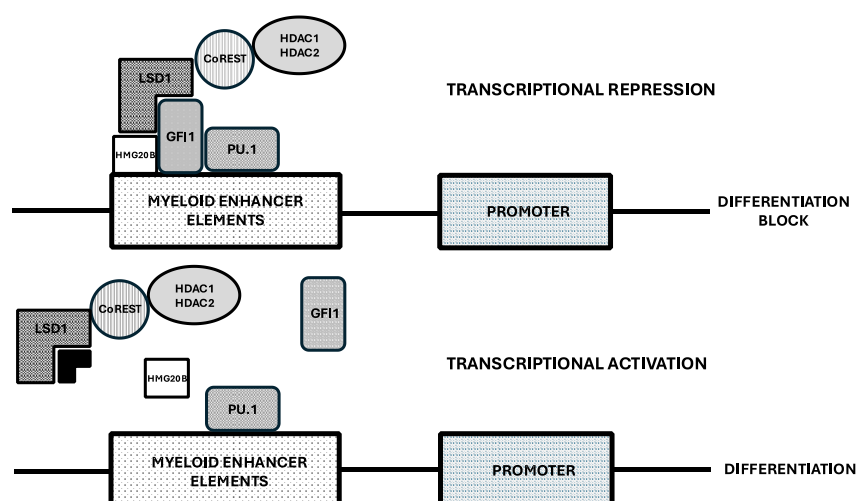 HDAC1
HDAC2
CoREST
LSD1
TRANSCRIPTIONAL REPRESSION
GFI1
PU.1
HMG20B
MYELOID ENHANCER
ELEMENTS
PROMOTER
DIFFERENTIATION
BLOCK
HDAC1
HDAC2
CoREST
GFI1
LSD1
TRANSCRIPTIONAL ACTIVATION
HMG20B
PU.1
MYELOID ENHANCER
ELEMENTS
PROMOTER
DIFFERENTIATION